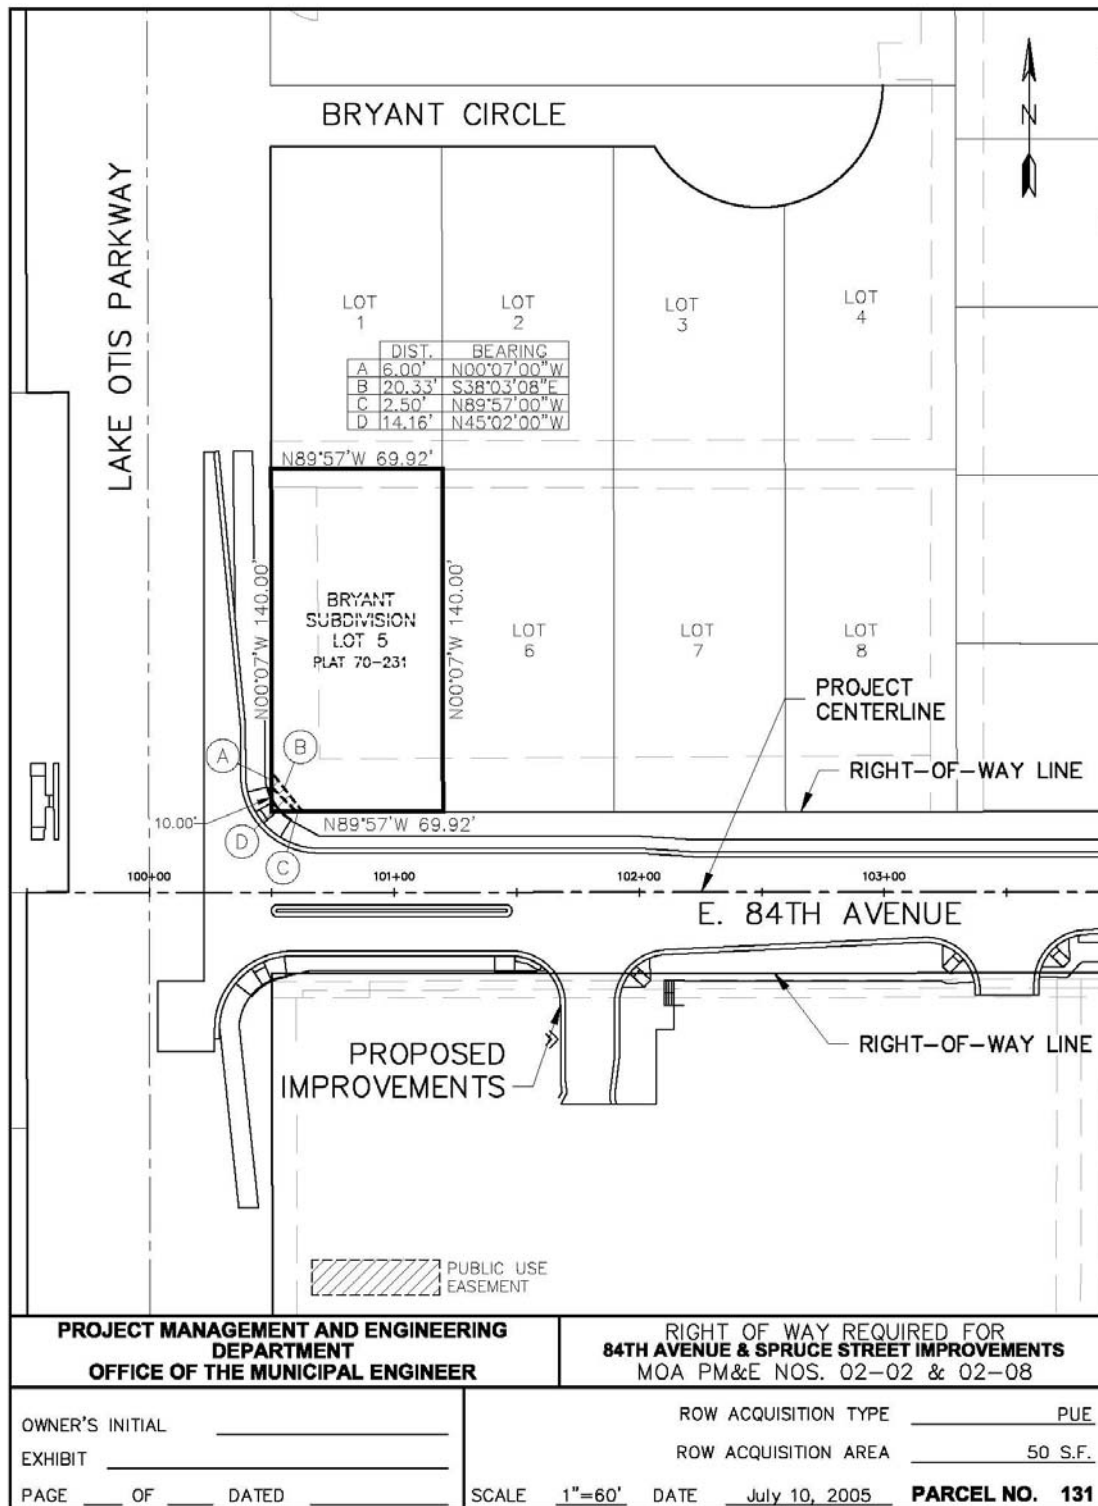 BRYANT CIRCLE
N
LAKE OTIS PARKWAY
LOT
1
LOT
2
LOT
3
LOT
4
DIST. BEARING
A 6.00' N00°07'00"W
B 20.33' S38°03'08"E
C 2.50' N89°57'00"W
D 14.16' N45°02'00"W
N89°57'W 69.92'
N00°07'W 140.00'
BRYANT
SUBDIVISION
LOT 5
PLAT 70-231
N00°07'W 140.00'
LOT
6
LOT
7
LOT
8
PROJECT
CENTERLINE
A
B
RIGHT-OF-WAY LINE
10.00'
D
C
N89°57'W 69.92'
100+00
101+00
102+00
103+00
E. 84TH AVENUE
PROPOSED
IMPROVEMENTS
RIGHT-OF-WAY LINE
PUBLIC USE
EASEMENT
PROJECT MANAGEMENT AND ENGINEERING
DEPARTMENT
OFFICE OF THE MUNICIPAL ENGINEER
RIGHT OF WAY REQUIRED FOR
84TH AVENUE & SPRUCE STREET IMPROVEMENTS
MOA PM&E NOS. 02-02 & 02-08
OWNER'S INITIAL
EXHIBIT
PAGE OF DATED
ROW ACQUISITION TYPE PUE
ROW ACQUISITION AREA 50 S.F.
SCALE 1"=60' DATE July 10, 2005 PARCEL NO. 131